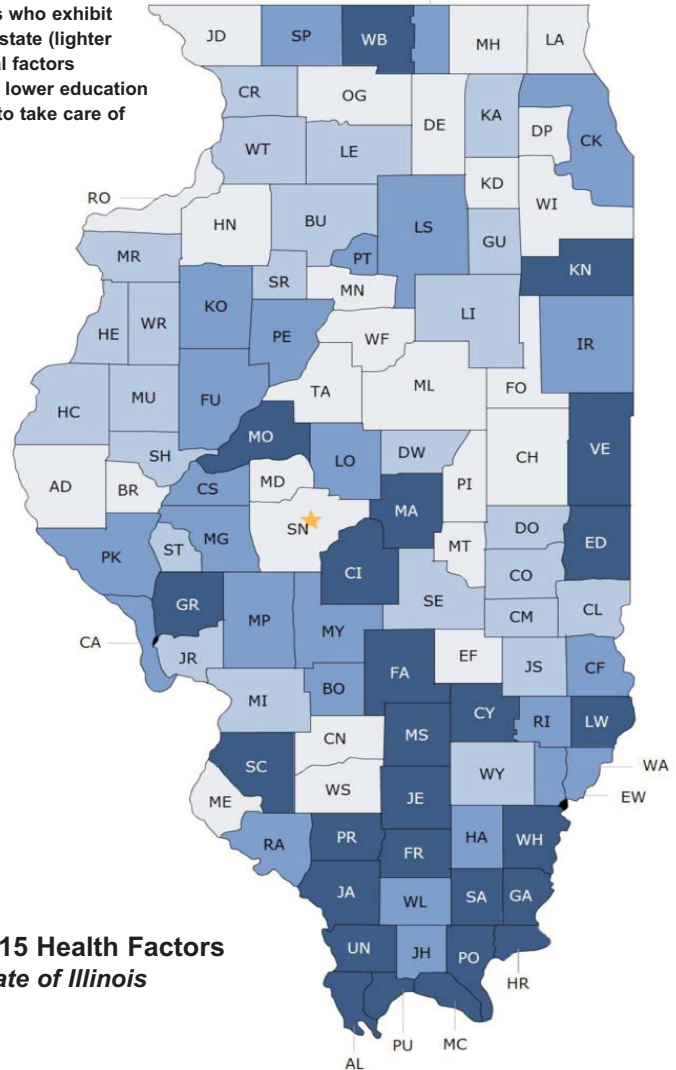 s who exhibit
state (lighter
al factors
lower education
to take care of
JD SP WB MH LA
CR OG DE KA DP CK
WT LE
RO HN BU LS KD WI
MR PT GU KN
SR MN
HE WR KO PE WF LI IR
HC MU FU TA ML FO
MO
SH LO DW CH VE
AD BR CS MD PI
SN MA
PK ST MG MT DO ED
CI CO
GR SE CM CL
CA MP MY
JR EF JS CF
FA
MI BO
CY RI LW
CN MS
SC WY WA
ME WS JE EW
RA PR FR HA WH
JA WL SA GA
15 Health Factors
UN JH PO
ate of Illinois
HR
AL PU MC